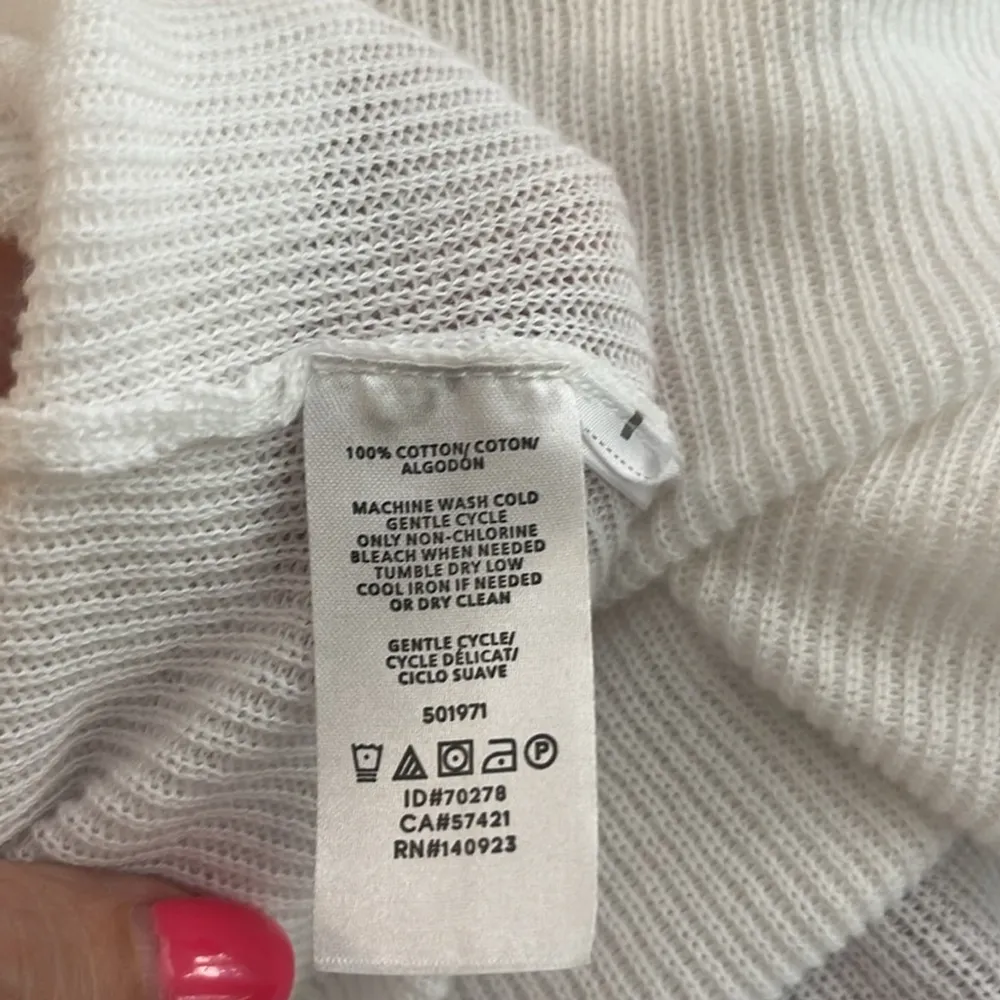 100% COTTON/ COTON/
ALGODÓN
MACHINE WASH COLD
GENTLE CYCLE
ONLY NON-CHLORINE
BLEACH WHEN NEEDED
TUMBLE DRY LOW
COOL IRON IF NEEDED
OR DRY CLEAN
GENTLE CYCLE/
CYCLE DÉLICAT/
CICLO SUAVE
501971
P
ID#70278
CA#57421
RN#140923